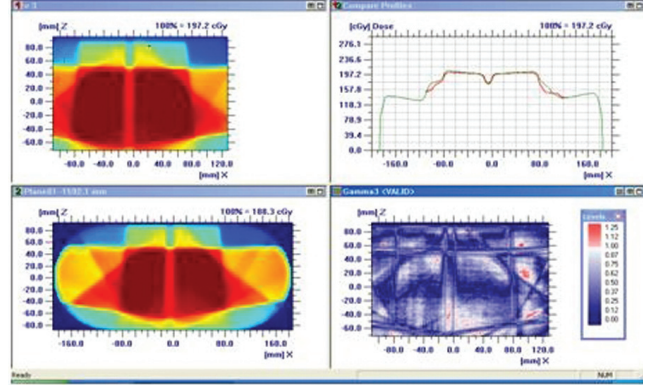 100% = 197.2 cGy
[mm] Z
80.0
60.0
40.0
20.0
0.0
-20.0
-40.0
-60.0
-80.0 -40.0 0.0 40.0 80.0 120.0
[mm] X
Compare Profiles
[cGy] Dose
100% = 197.2 cGy
276.1
236.6
197.2
157.8
118.3
78.9
39.4
0.0
-160.0 -80.0 0.0 80.0 160.0
[mm] X
100% = 188.3 cGy
[mm] Z
80.0
60.0
40.0
20.0
0.0
-20.0
-40.0
-60.0
-80.0
-160.0 -80.0 0.0 80.0 160.0
[mm] X
Gamma3 <VALID>
[mm] Z
80.0
60.0
40.0
20.0
0.0
-20.0
-40.0
-60.0
-80.0 -40.0 0.0 40.0 80.0 120.0
[mm] X
Levels
1.25
1.12
1.00
0.87
0.75
0.62
0.50
0.37
0.25
0.12
0.00
Ready
NUM